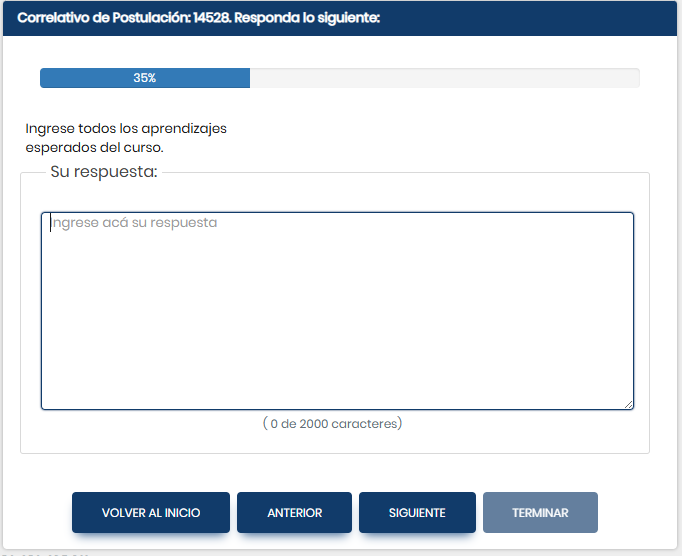 Correlativo de Postulación: 14528. Responda lo siguiente:
35%
Ingrese todos los aprendizajes
esperados del curso.
Su respuesta:
Ingrese acá su respuesta
( 0 de 2000 caracteres)
VOLVER AL INICIO
ANTERIOR
SIGUIENTE
TERMINAR